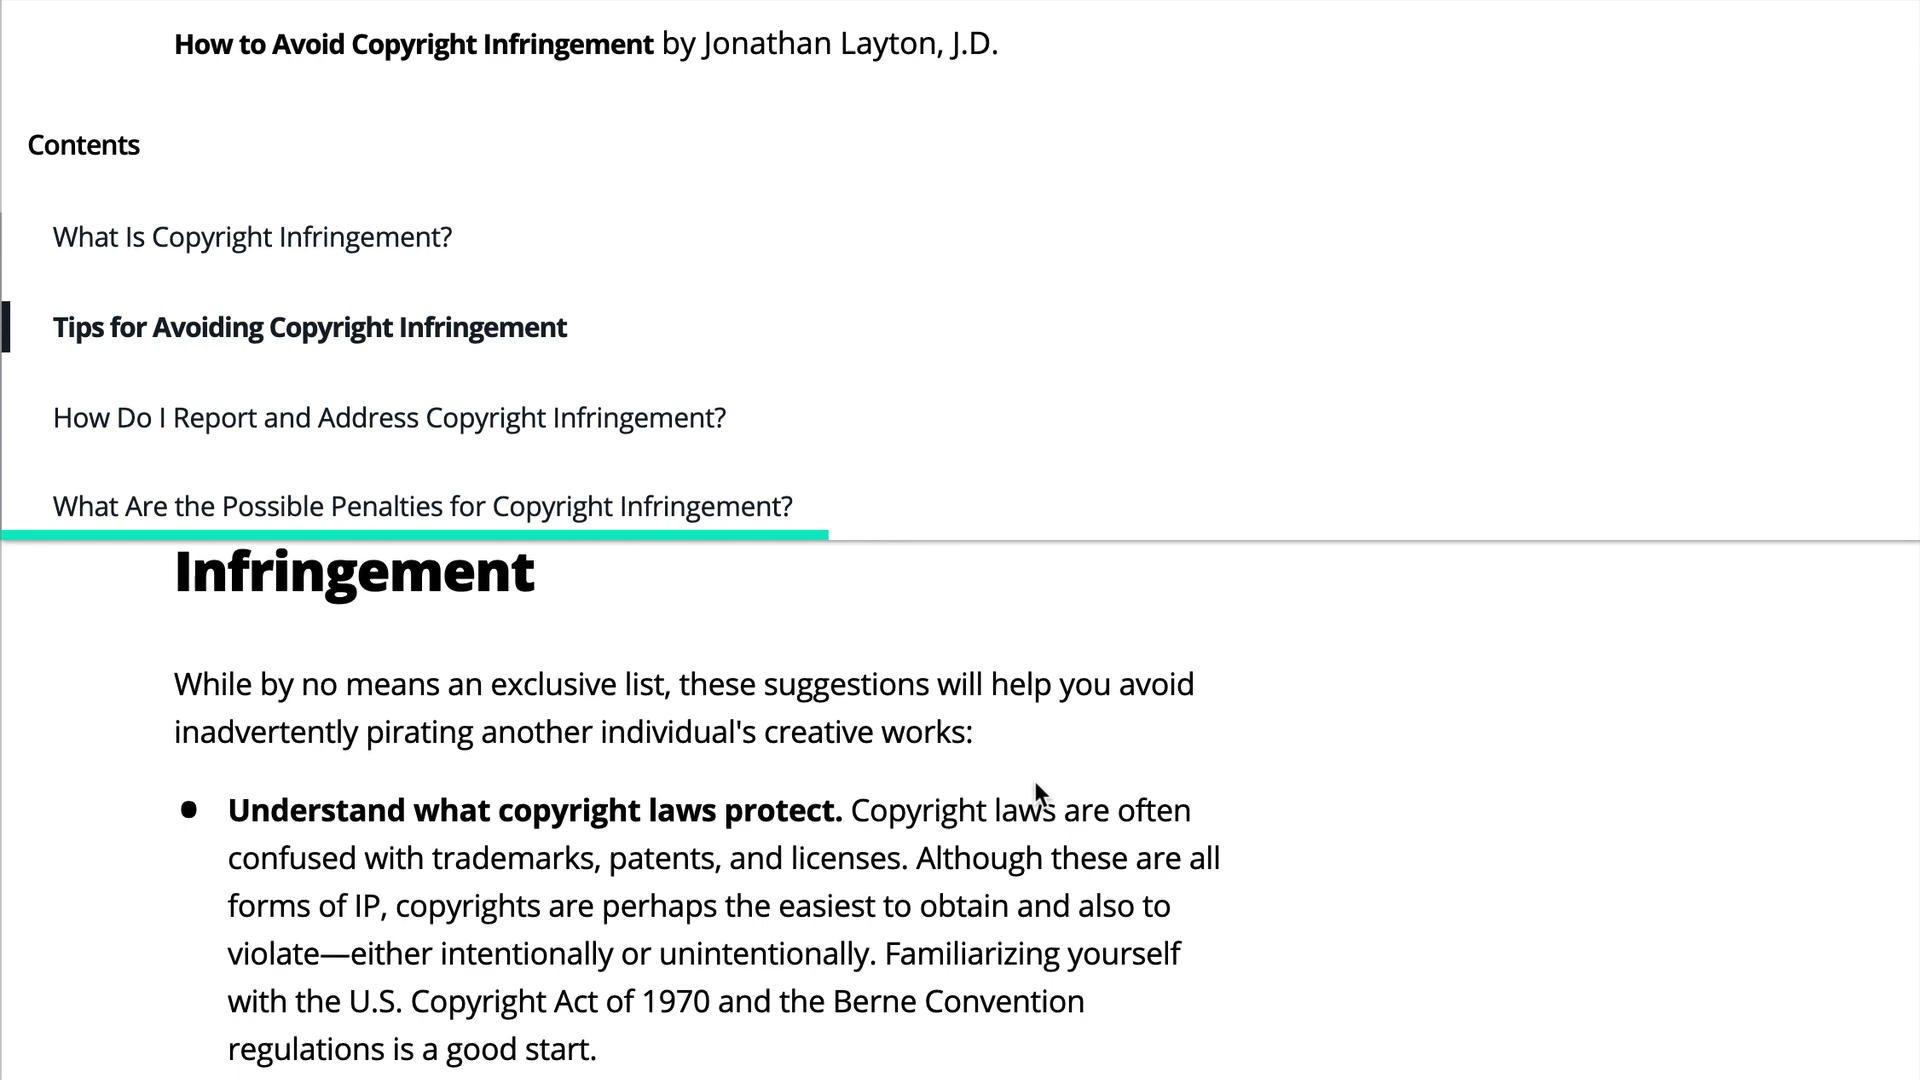 How to Avoid Copyright Infringement by Jonathan Layton, J.D.
Contents
What Is Copyright Infringement?
Tips for Avoiding Copyright Infringement
How Do I Report and Address Copyright Infringement?
What Are the Possible Penalties for Copyright Infringement?
Infringement
While by no means an exclusive list, these suggestions will help you avoid
inadvertently pirating another individual's creative works:
• Understand what copyright laws protect. Copyright laws are often
confused with trademarks, patents, and licenses. Although these are all
forms of IP, copyrights are perhaps the easiest to obtain and also to
violate—either intentionally or unintentionally. Familiarizing yourself
with the U.S. Copyright Act of 1970 and the Berne Convention
regulations is a good start.